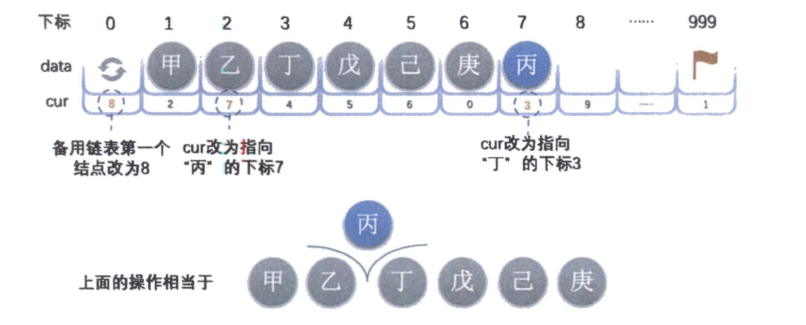 下标 0 1 2 3 4 5 6 7 8 …… 999
data 甲 乙 丁 戊 己 庚 丙
cur 8 2 7 4 5 6 0 3 9 …… 1
备用链表第一个
结点改为8
cur改为指向
“丙”的下标7
cur改为指向
“丁”的下标3
丙
上面的操作相当于 甲 乙 丁 戊 己 庚